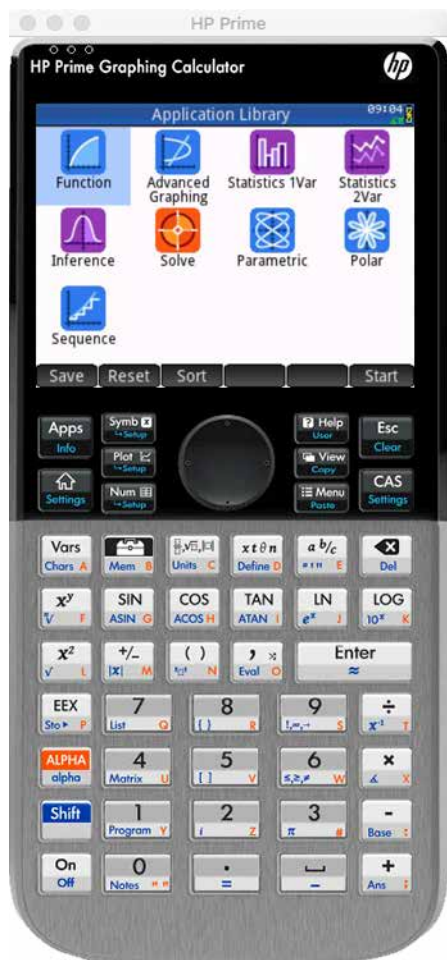 HP Prime
HP Prime Graphing Calculator
hp
Application Library
09:04
Function
Advanced Graphing
Statistics 1Var
Statistics 2Var
Inference
Solve
Parametric
Polar
Sequence
Save Reset Sort Start
Apps Info
Symb Setup
Help User
Esc Clear
Plot Setup
View Copy
Settings
Num Setup
Menu Paste
CAS Settings
Vars Chars A
Mem B
Units C
x t θ n Define D
a b/c E
Del
xʸ F
SIN ASIN G
COS ACOS H
TAN ATAN I
LN eˣ J
LOG 10ˣ K
x² √ L
+/- |x| M
( ) N
, Eval O
Enter ≈
EEX Sto ▸ P
7 List Q
8 { } R
9 !,∞,→ S
÷ x⁻¹ T
ALPHA alpha
4 Matrix U
5 [ ] V
6 ≤,≥,≠ W
× ∡ X
Shift
1 Program Y
2 i Z
3 π #
- Base :
On Off
0 Notes " "
. =
_
+ Ans ;